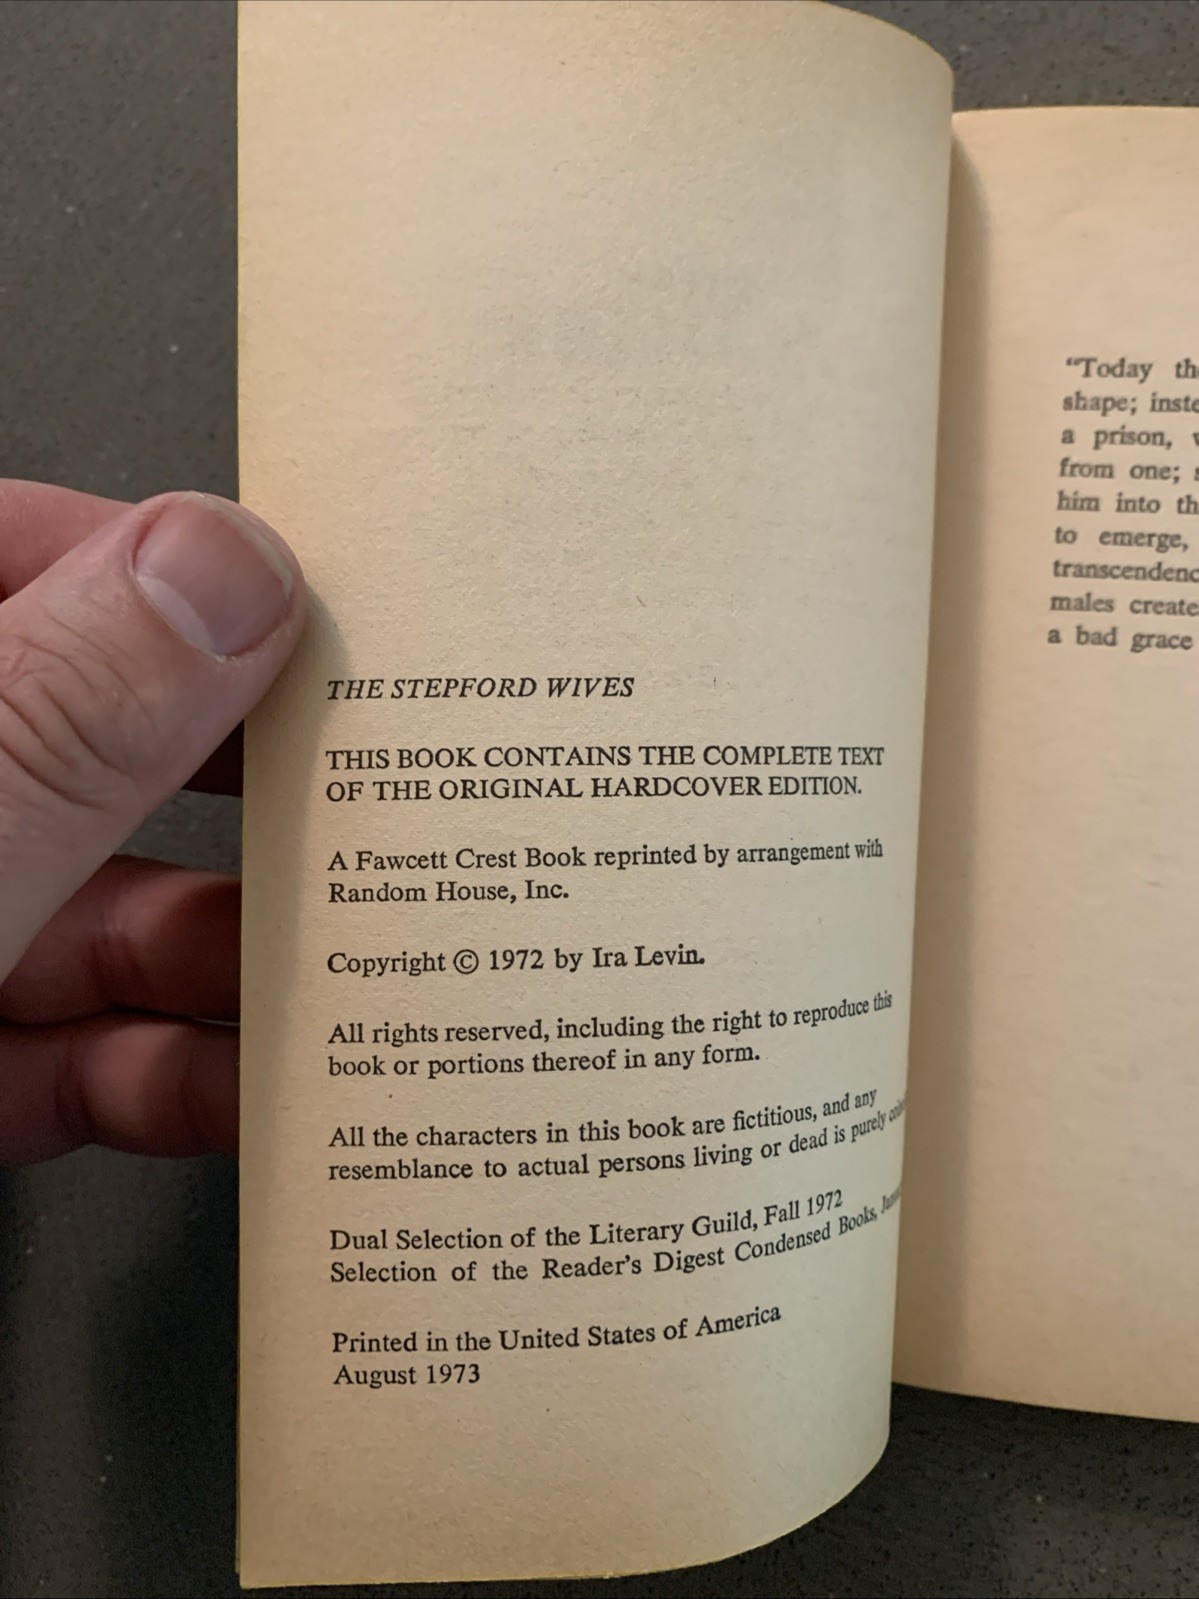 THE STEPFORD WIVES
THIS BOOK CONTAINS THE COMPLETE TEXT
OF THE ORIGINAL HARDCOVER EDITION.
A Fawcett Crest Book reprinted by arrangement with
Random House, Inc.
Copyright © 1972 by Ira Levin.
All rights reserved, including the right to reproduce this
book or portions thereof in any form.
All the characters in this book are fictitious, and any
resemblance to actual persons living or dead is purely
Dual Selection of the Literary Guild, Fall 1972
Selection of the Reader's Digest Condensed Books,
Printed in the United States of America
August 1973
"Today
shape;
a prison,
from one;
him into
to emerge,
males
a bad grace